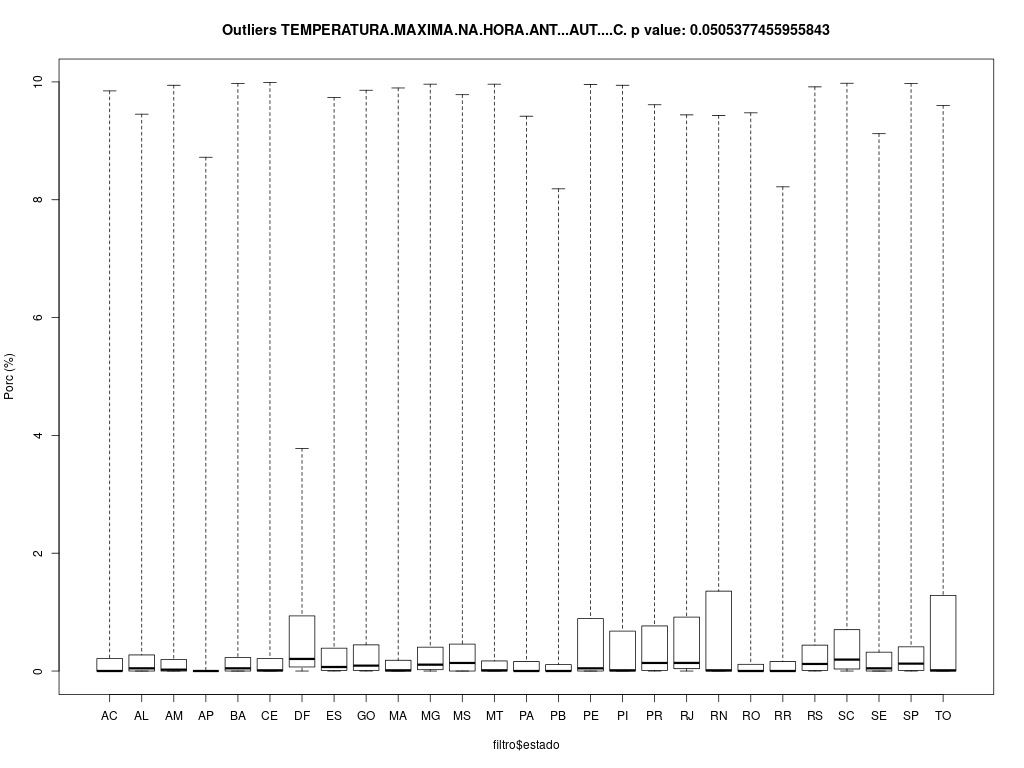 Outliers TEMPERATURA.MAXIMA.NA.HORA.ANT...AUT....C. p value: 0.0505377455955843
Porc (%)
10
8
6
4
2
0
AC AL AM AP BA CE DF ES GO MA MG MS MT PA PB PE PI PR RJ RN RO RR RS SC SE SP TO
filtro$estado